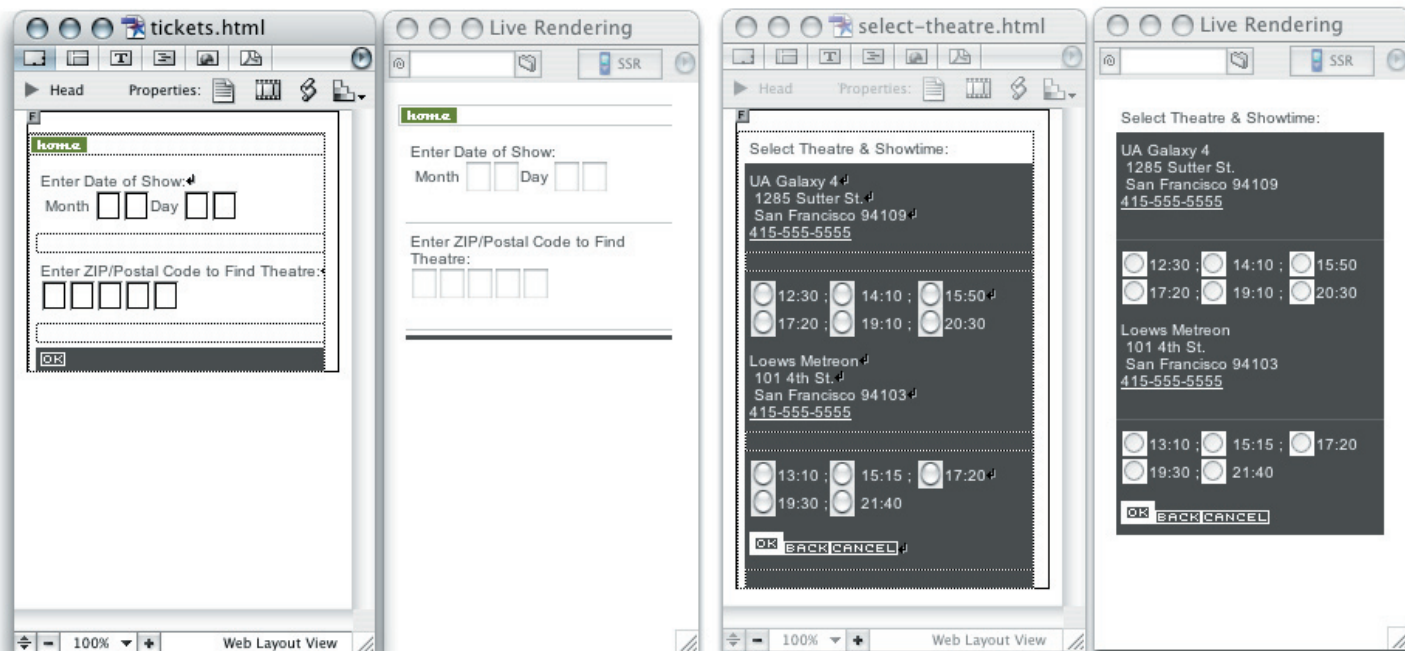 tickets.html
Head Properties:
F
home
Enter Date of Show:
Month Day
Enter ZIP/Postal Code to Find Theatre:
OK
100% Web Layout View
Live Rendering
SSR
home
Enter Date of Show:
Month Day
Enter ZIP/Postal Code to Find
Theatre:
select-theatre.html
Head Properties:
F
Select Theatre & Showtime:
UA Galaxy 4
1285 Sutter St.
San Francisco 94109
415-555-5555
12:30 ; 14:10 ; 15:50
17:20 ; 19:10 ; 20:30
Loews Metreon
101 4th St.
San Francisco 94103
415-555-5555
13:10 ; 15:15 ; 17:20
19:30 ; 21:40
OK BACK CANCEL
100% Web Layout View
Live Rendering
SSR
Select Theatre & Showtime:
UA Galaxy 4
1285 Sutter St.
San Francisco 94109
415-555-5555
12:30 ; 14:10 ; 15:50
17:20 ; 19:10 ; 20:30
Loews Metreon
101 4th St.
San Francisco 94103
415-555-5555
13:10 ; 15:15 ; 17:20
19:30 ; 21:40
OK BACK CANCEL